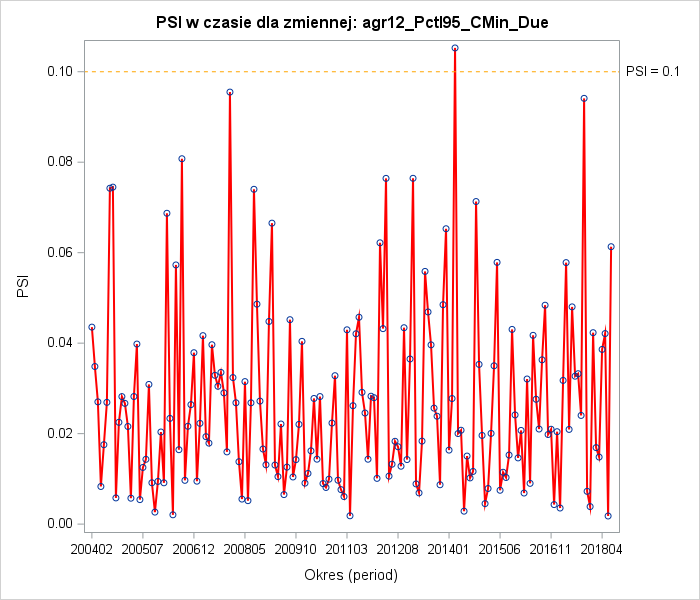 PSI w czasie dla zmiennej: agr12_Pctl95_CMin_Due
0.10
PSI = 0.1
0.08
0.06
0.04
0.02
0.00
PSI
200402 200507 200612 200805 200910 201103 201208 201401 201506 201611 201804
Okres (period)